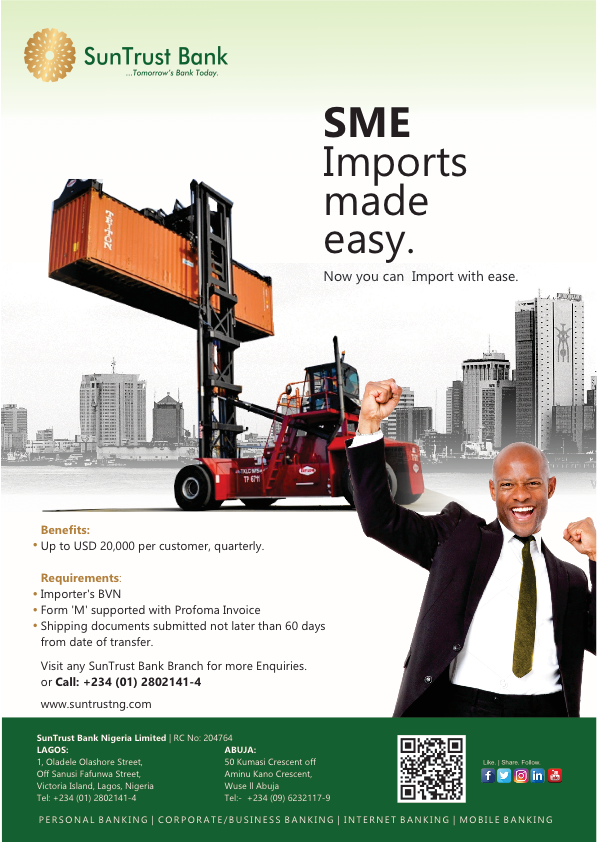 SunTrust Bank
...Tomorrow's Bank Today.
SME
Imports
made
easy.
Now you can Import with ease.
TP 6711
Benefits:
• Up to USD 20,000 per customer, quarterly.
Requirements:
• Importer's BVN
• Form 'M' supported with Profoma Invoice
• Shipping documents submitted not later than 60 days
from date of transfer.
Visit any SunTrust Bank Branch for more Enquiries.
or Call: +234 (01) 2802141-4
www.suntrustng.com
SunTrust Bank Nigeria Limited | RC No: 204764
LAGOS:
1, Oladele Olashore Street,
Off Sanusi Fafunwa Street,
Victoria Island, Lagos, Nigeria
Tel: +234 (01) 2802141-4
ABUJA:
50 Kumasi Crescent off
Aminu Kano Crescent,
Wuse II Abuja
Tel:- +234 (09) 6232117-9
Like. | Share. Follow.
PERSONAL BANKING | CORPORATE/BUSINESS BANKING | INTERNET BANKING | MOBILE BANKING